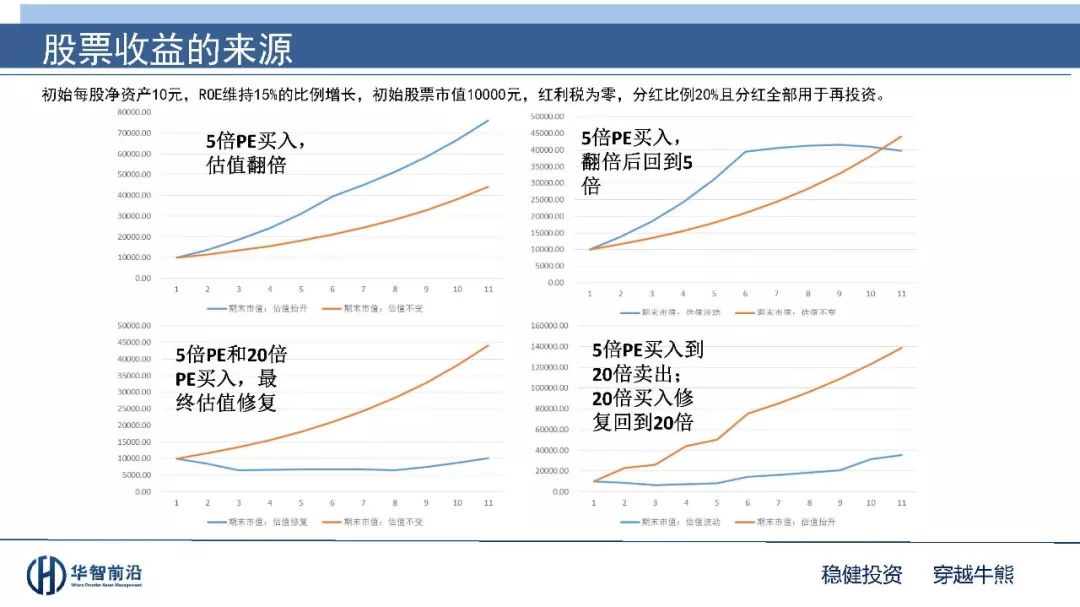 股票收益的来源
初始每股净资产10元，ROE维持15%的比例增长，初始股票市值10000元，红利税为零，分红比例20%且分红全部用于再投资。
80000.00
70000.00
60000.00
50000.00
40000.00
30000.00
20000.00
10000.00
0.00
5倍PE买入，
估值翻倍
1 2 3 4 5 6 7 8 9 10 11
期末市值：估值抬升 期末市值：估值不变
50000.00
45000.00
40000.00
35000.00
30000.00
25000.00
20000.00
15000.00
10000.00
5000.00
0.00
5倍PE买入，
翻倍后回到5
倍
1 2 3 4 5 6 7 8 9 10 11
期末市值：估值波动 期末市值：估值不变
50000.00
45000.00
40000.00
35000.00
30000.00
25000.00
20000.00
15000.00
10000.00
5000.00
0.00
5倍PE和20倍
PE买入，最
终估值修复
1 2 3 4 5 6 7 8 9 10 11
期末市值：估值修复 期末市值：估值不变
160000.00
140000.00
120000.00
100000.00
80000.00
60000.00
40000.00
20000.00
0.00
5倍PE买入到
20倍卖出；
20倍买入修
复回到20倍
1 2 3 4 5 6 7 8 9 10 11
期末市值：估值波动 期末市值：估值抬升
华智前沿
稳健投资 穿越牛熊